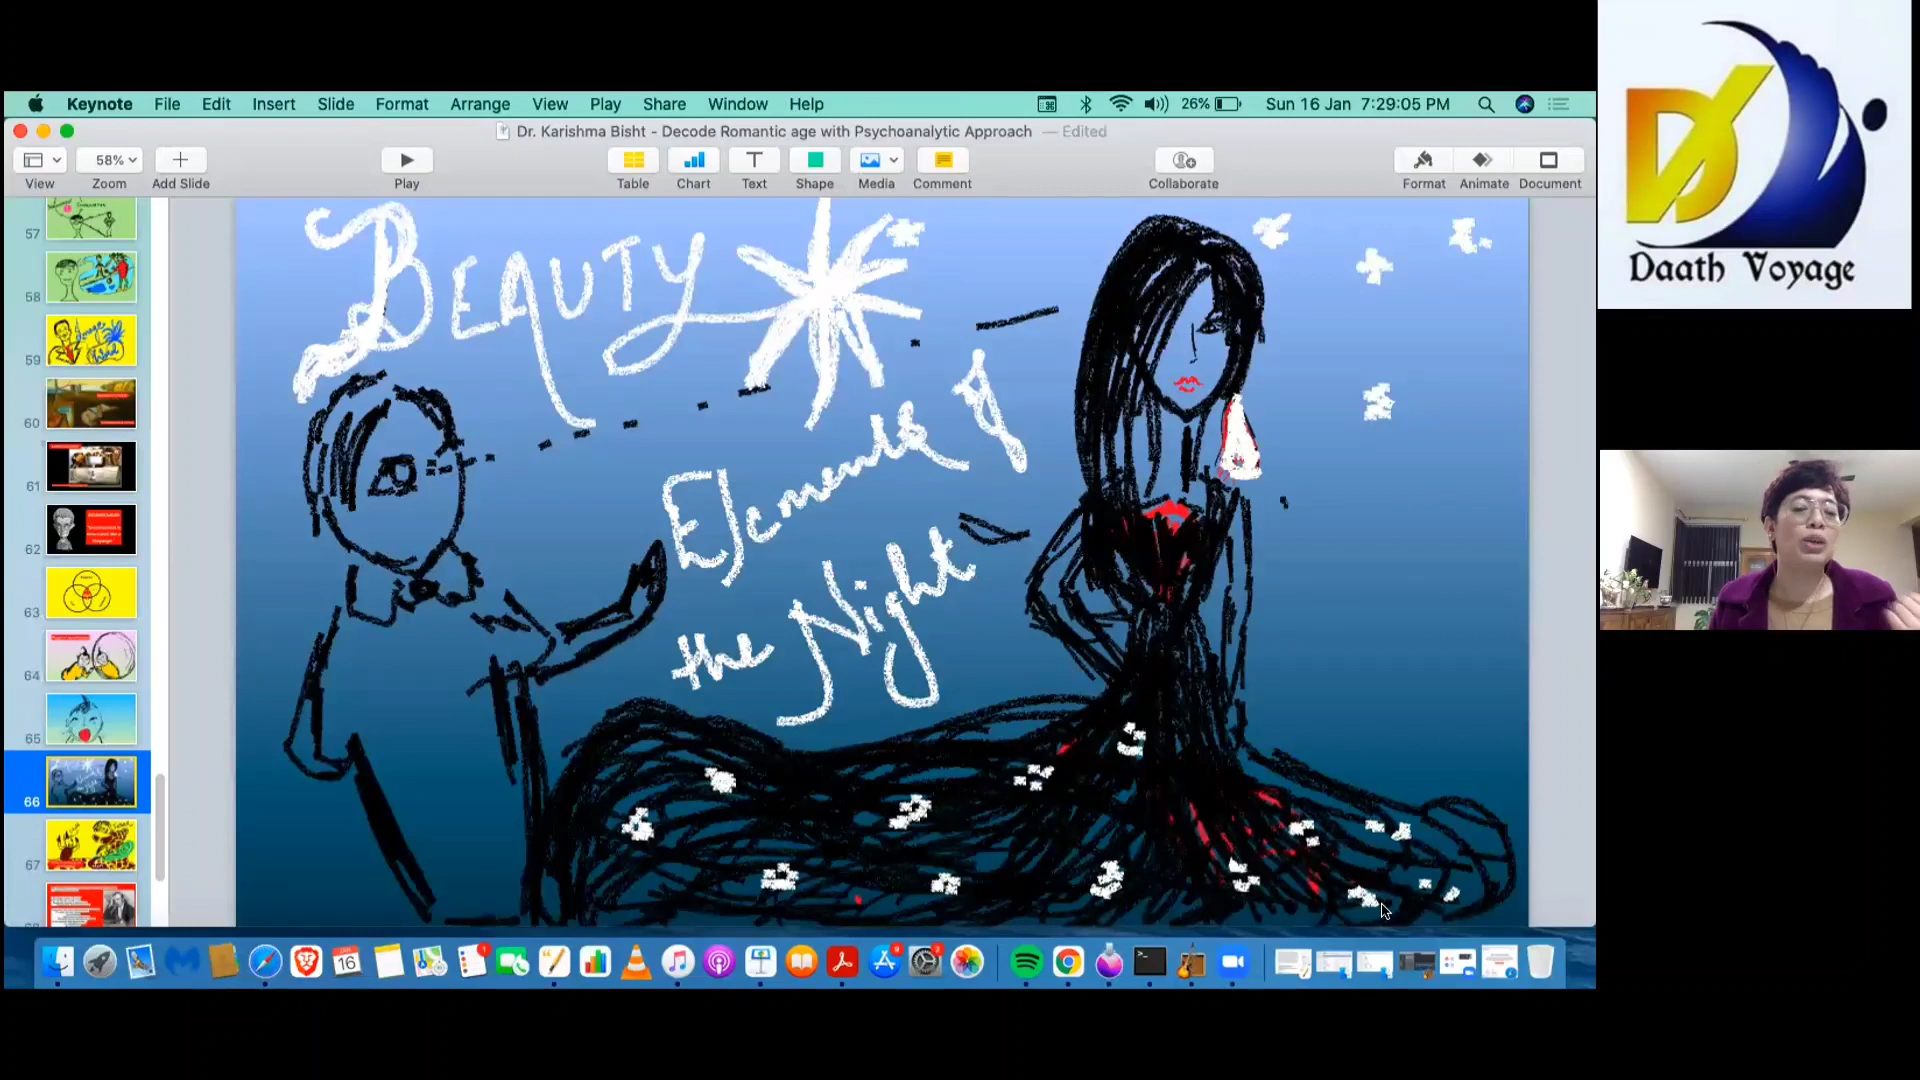 Keynote File Edit Insert Slide Format Arrange View Play Share Window Help
26% Sun 16 Jan 7:29:05 PM
Dr. Karishma Bisht - Decode Romantic age with Psychoanalytic Approach — Edited
58%
View Zoom Add Slide Play Table Chart Text Shape Media Comment Collaborate Format Animate Document
57
58
59
60
61
62
63
64
65
66
67
BEAUTY
Elements of
the Night
JAN
16
Daath Voyage